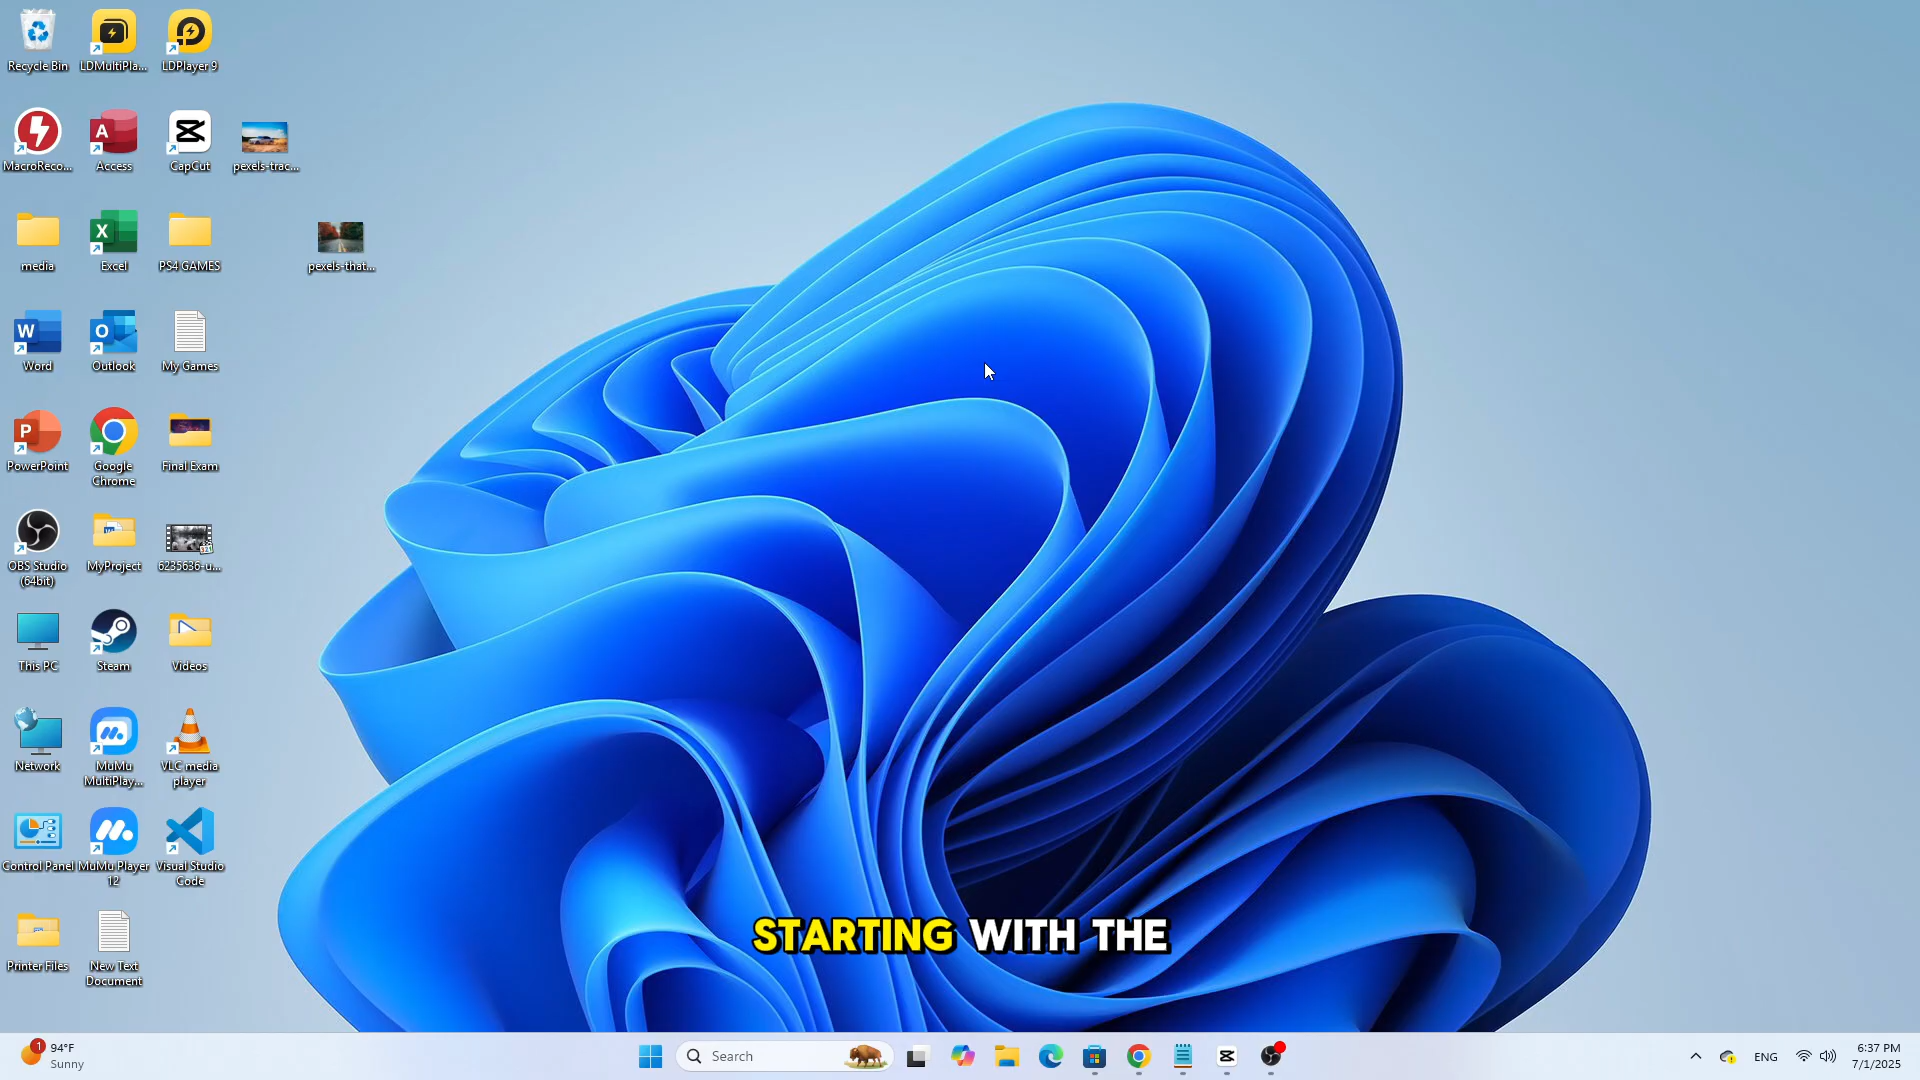 Recycle Bin
LDMultiPla...
LDPlayer 9
MacroReco...
Access
CapCut
pexels-trac...
media
Excel
PS4 GAMES
pexels-that...
Word
Outlook
My Games
PowerPoint
Google
Chrome
Final Exam
OBS Studio
(64bit)
MyProject
6235636-u...
This PC
Steam
Videos
Network
MuMu
MultiPlay...
VLC media
player
Control Panel
MuMu Player
12
Visual Studio
Code
Printer Files
New Text
Document
STARTING WITH THE
1
94°F
Sunny
Search
ENG
6:37 PM
7/1/2025